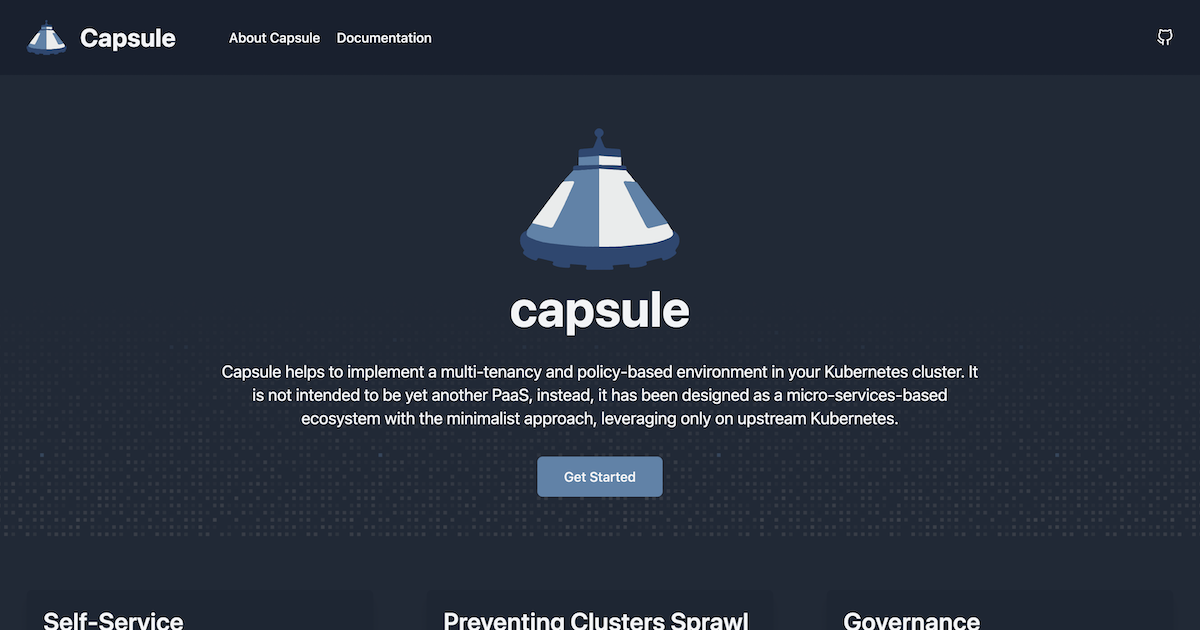 Capsule
About Capsule
Documentation
capsule
Capsule helps to implement a multi-tenancy and policy-based environment in your Kubernetes cluster. It
is not intended to be yet another PaaS, instead, it has been designed as a micro-services-based
ecosystem with the minimalist approach, leveraging only on upstream Kubernetes.
Get Started
Self-Service
Preventing Clusters Sprawl
Governance